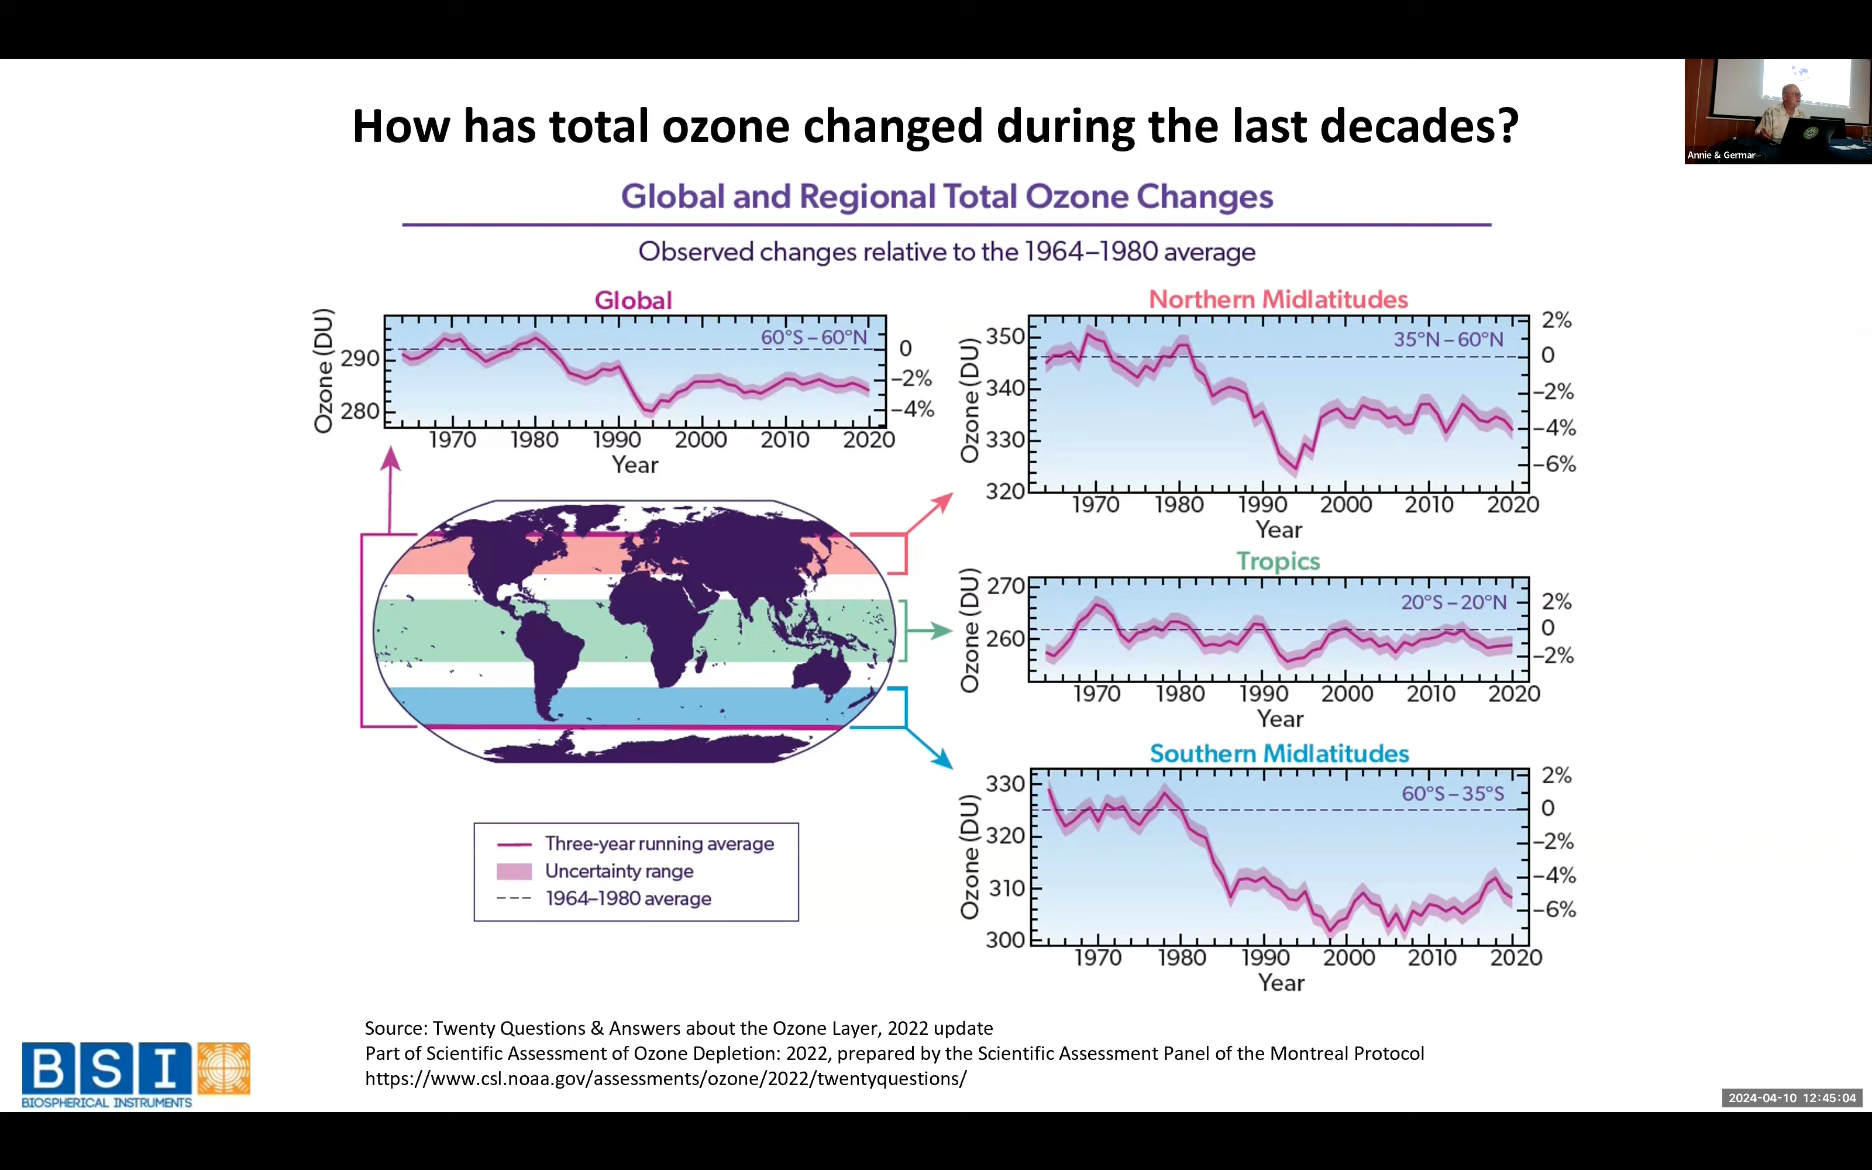 How has total ozone changed during the last decades?
Annie & Germar
Global and Regional Total Ozone Changes
Observed changes relative to the 1964–1980 average
Global
Ozone (DU)
290
280
60°S – 60°N
0
–2%
–4%
1970 1980 1990 2000 2010 2020
Year
Northern Midlatitudes
Ozone (DU)
350
340
330
320
35°N – 60°N
2%
0
–2%
–4%
–6%
1970 1980 1990 2000 2010 2020
Year
Tropics
Ozone (DU)
270
260
20°S – 20°N
2%
0
–2%
1970 1980 1990 2000 2010 2020
Year
Southern Midlatitudes
Ozone (DU)
330
320
310
300
60°S – 35°S
2%
0
–2%
–4%
–6%
1970 1980 1990 2000 2010 2020
Year
Three-year running average
Uncertainty range
1964–1980 average
Source: Twenty Questions & Answers about the Ozone Layer, 2022 update
Part of Scientific Assessment of Ozone Depletion: 2022, prepared by the Scientific Assessment Panel of the Montreal Protocol
https://www.csl.noaa.gov/assessments/ozone/2022/twentyquestions/
BSI
BIOSPHERICAL INSTRUMENTS
2024-04-10 12:45:04